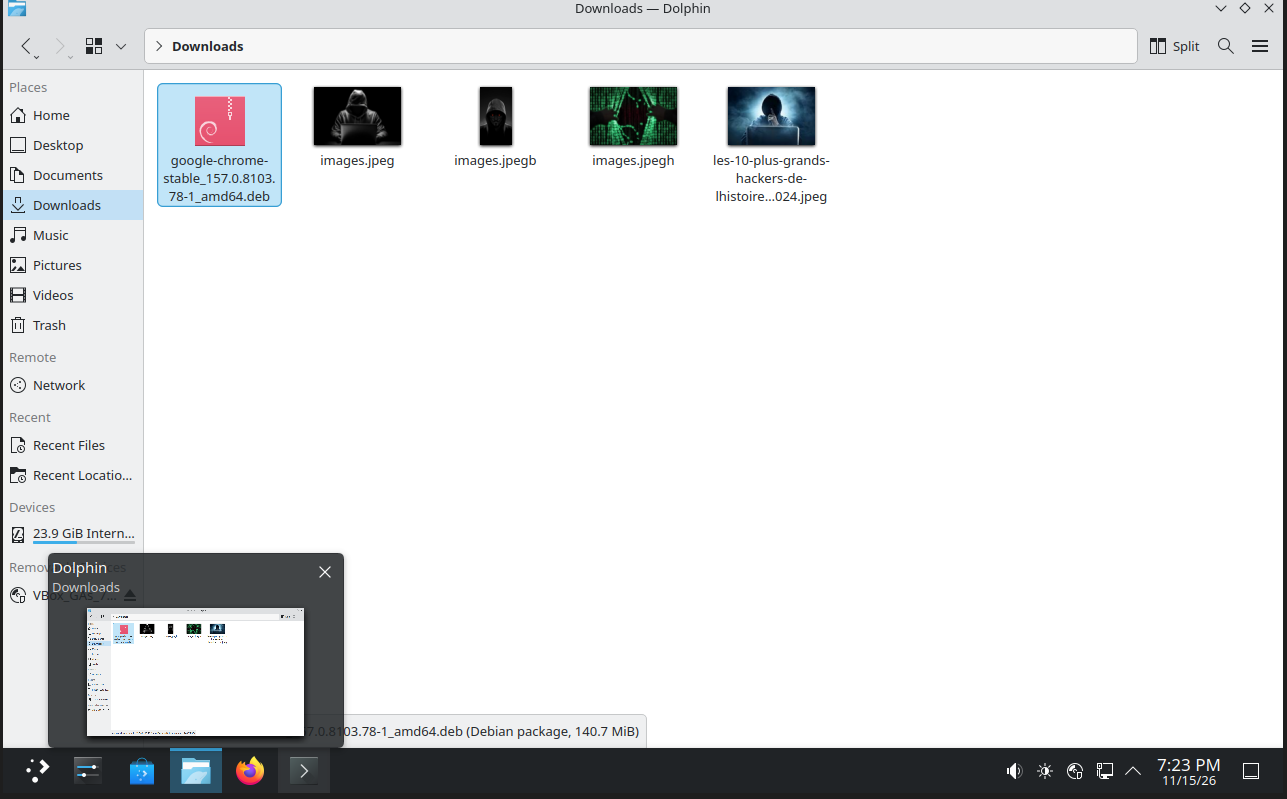 Downloads — Dolphin
Downloads
Split
Places
Home
Desktop
Documents
Downloads
Music
Pictures
Videos
Trash
Remote
Network
Recent
Recent Files
Recent Locatio...
Devices
23.9 GiB Intern...
google-chrome-
stable_157.0.8103.
78-1_amd64.deb
images.jpeg
images.jpegb
images.jpegh
les-10-plus-grands-
hackers-de-
lhistoire...024.jpeg
Dolphin
Downloads
7.0.8103.78-1_amd64.deb (Debian package, 140.7 MiB)
7:23 PM
11/15/26